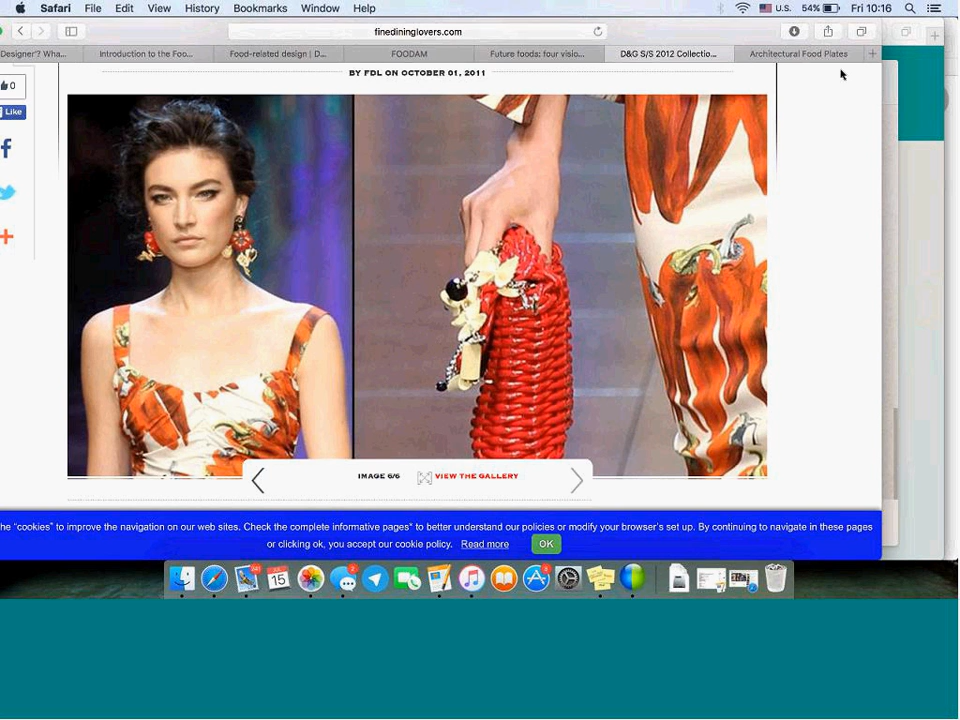 Safari File Edit View History Bookmarks Window Help U.S. 54% Fri 10:16
finedininglovers.com
Designer'? Wha... Introduction to the Foo... Food-related design | D... FOODAM Future foods: four visio... D&G S/S 2012 Collectio... Architectural Food Plates
BY FDL ON OCTOBER 01, 2011
0
Like
IMAGE 6/6 VIEW THE GALLERY
he "cookies" to improve the navigation on our web sites. Check the complete informative pages" to better understand our policies or modify your browser's set up. By continuing to navigate in these pages
or clicking ok, you accept our cookie policy. Read more OK
JUL
15
2